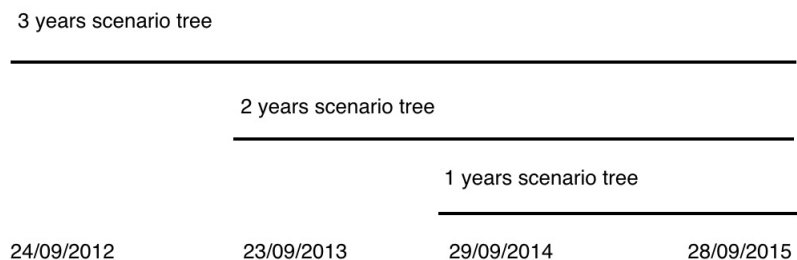 3 years scenario tree
2 years scenario tree
1 years scenario tree
24/09/2012 23/09/2013 29/09/2014 28/09/2015